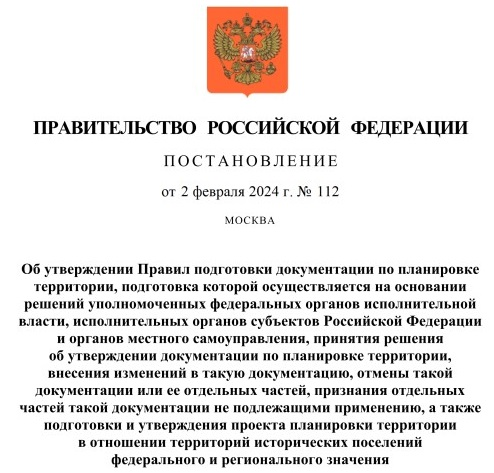 ПРАВИТЕЛЬСТВО РОССИЙСКОЙ ФЕДЕРАЦИИ
ПОСТАНОВЛЕНИЕ
от 2 февраля 2024 г. № 112
МОСКВА
Об утверждении Правил подготовки документации по планировке
территории, подготовка которой осуществляется на основании
решений уполномоченных федеральных органов исполнительной
власти, исполнительных органов субъектов Российской Федерации
и органов местного самоуправления, принятия решения
об утверждении документации по планировке территории,
внесения изменений в такую документацию, отмены такой
документации или ее отдельных частей, признания отдельных
частей такой документации не подлежащими применению, а также
подготовки и утверждения проекта планировки территории
в отношении территорий исторических поселений
федерального и регионального значения